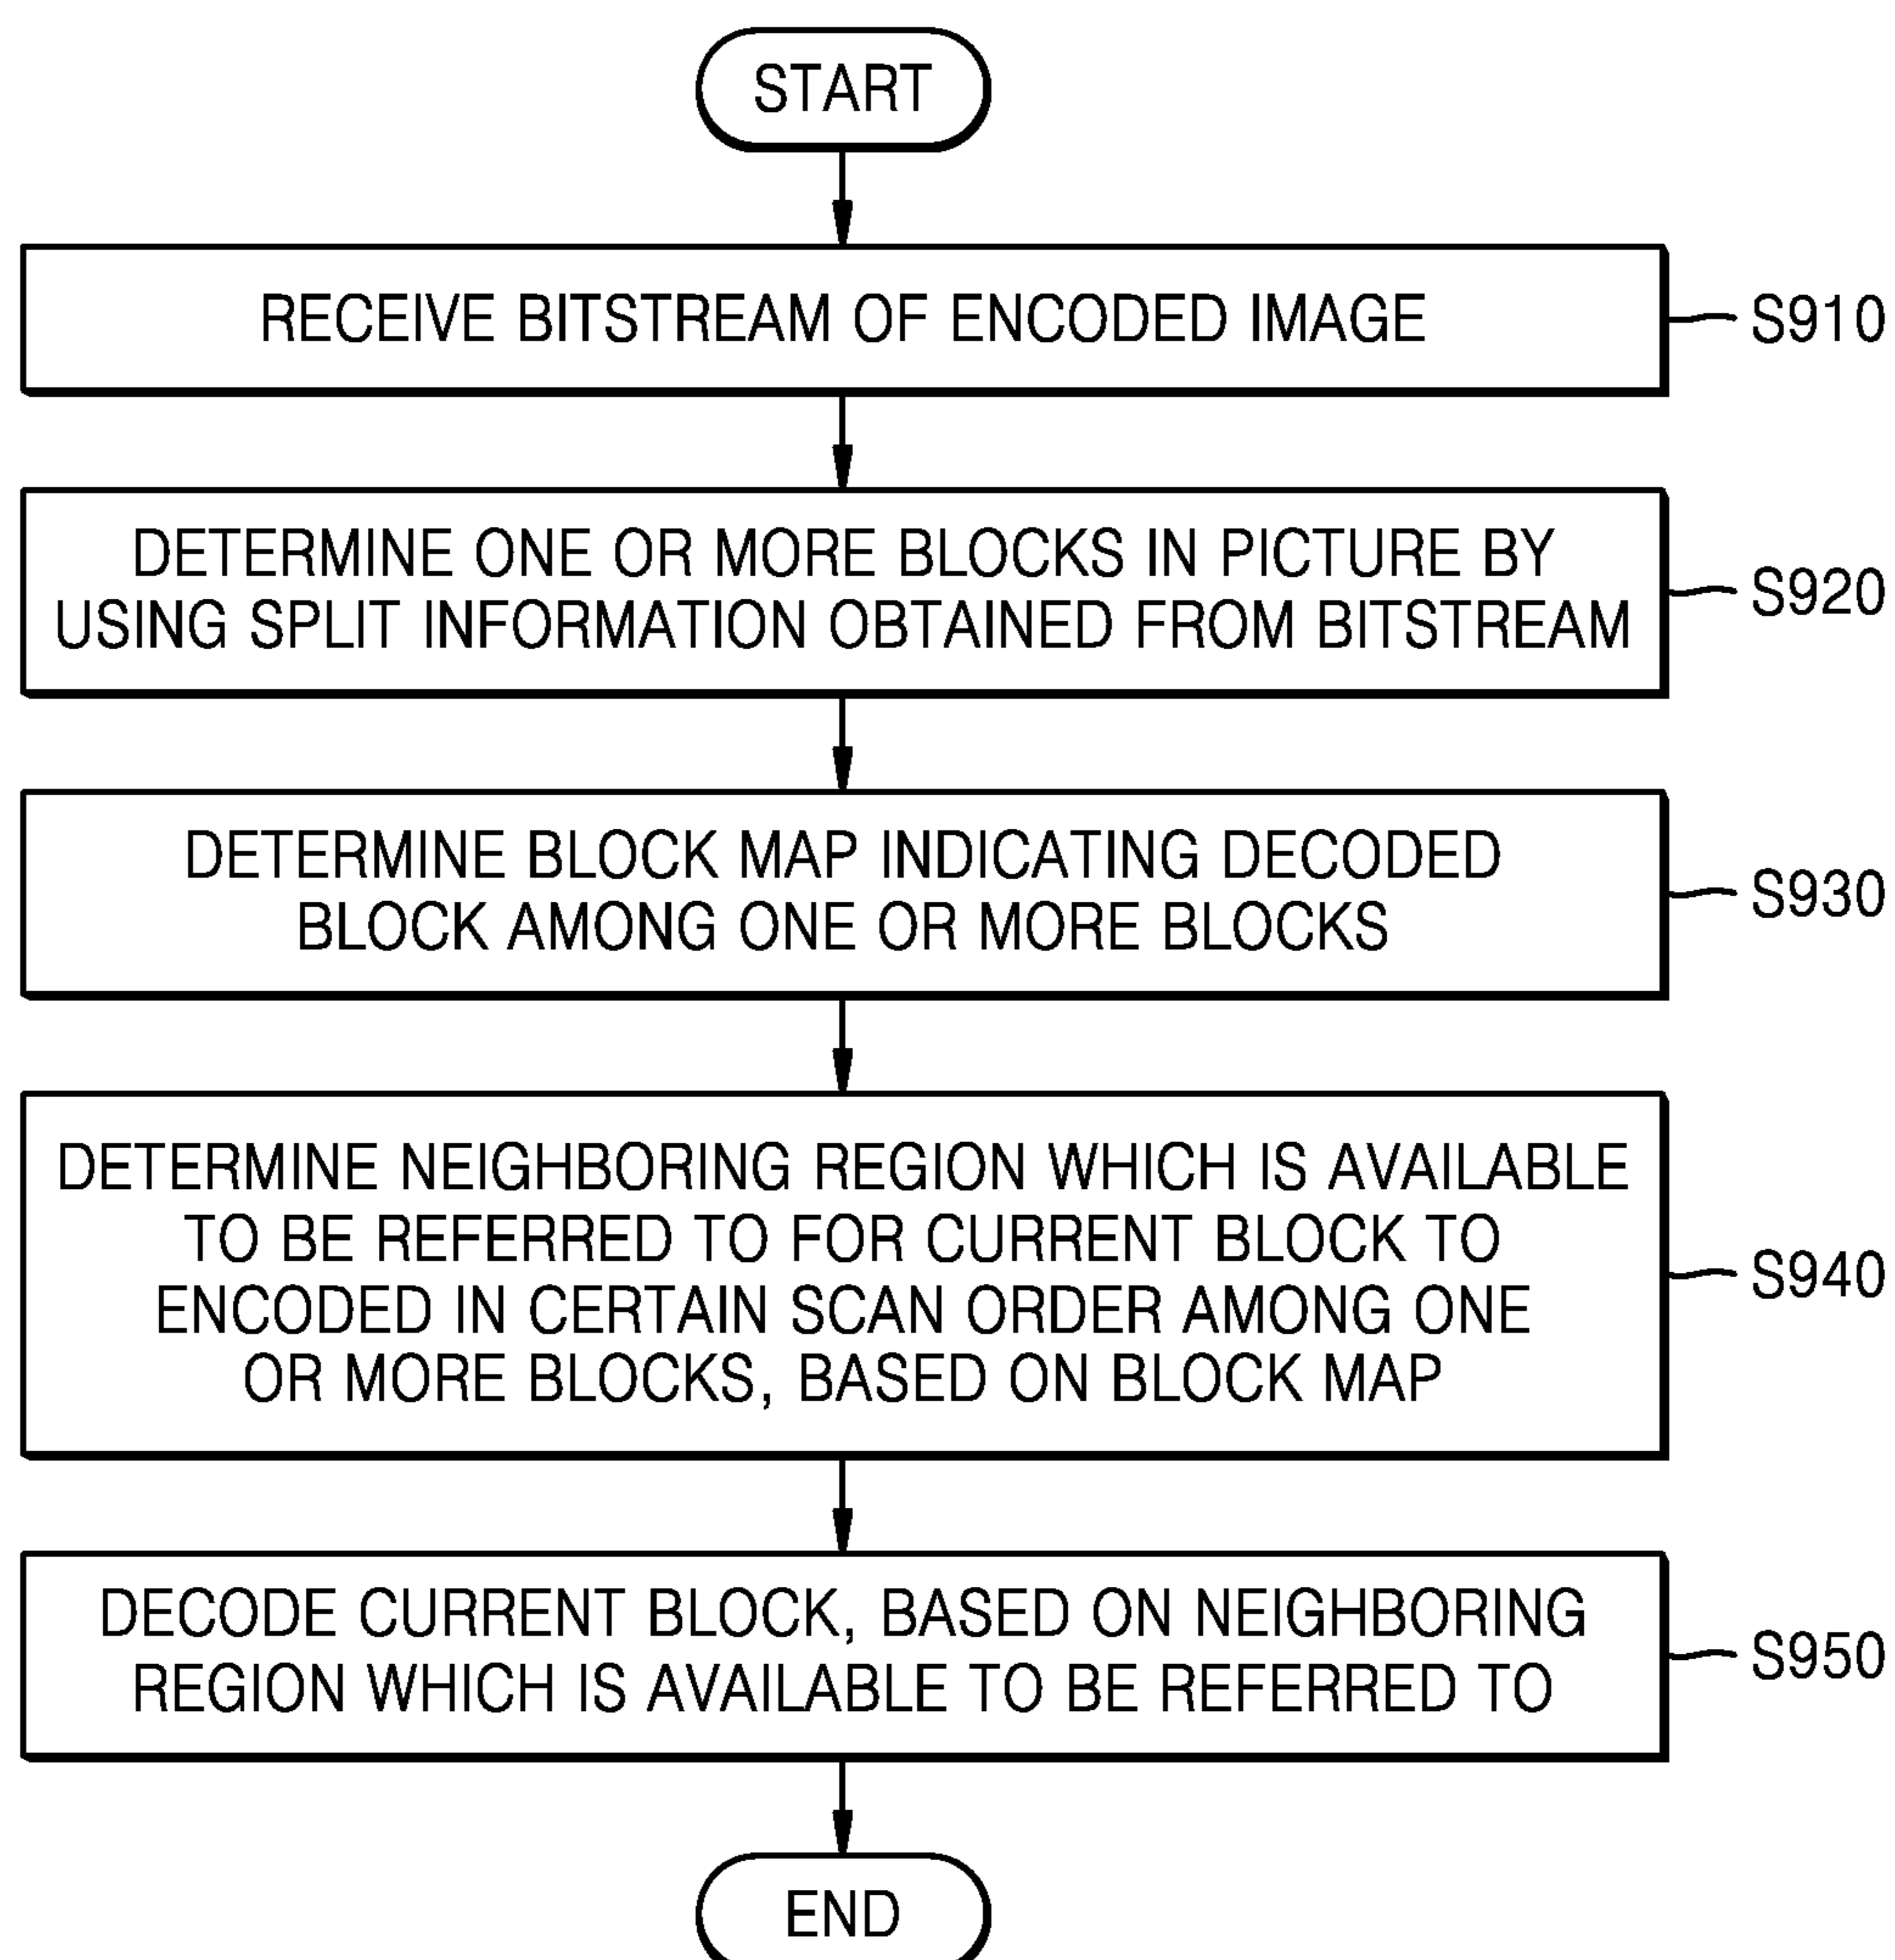 START
RECEIVE BITSTREAM OF ENCODED IMAGE
S910
DETERMINE ONE OR MORE BLOCKS IN PICTURE BY
USING SPLIT INFORMATION OBTAINED FROM BITSTREAM
S920
DETERMINE BLOCK MAP INDICATING DECODED
BLOCK AMONG ONE OR MORE BLOCKS
S930
DETERMINE NEIGHBORING REGION WHICH IS AVAILABLE
TO BE REFERRED TO FOR CURRENT BLOCK TO
ENCODED IN CERTAIN SCAN ORDER AMONG ONE
OR MORE BLOCKS, BASED ON BLOCK MAP
S940
DECODE CURRENT BLOCK, BASED ON NEIGHBORING
REGION WHICH IS AVAILABLE TO BE REFERRED TO
S950
END